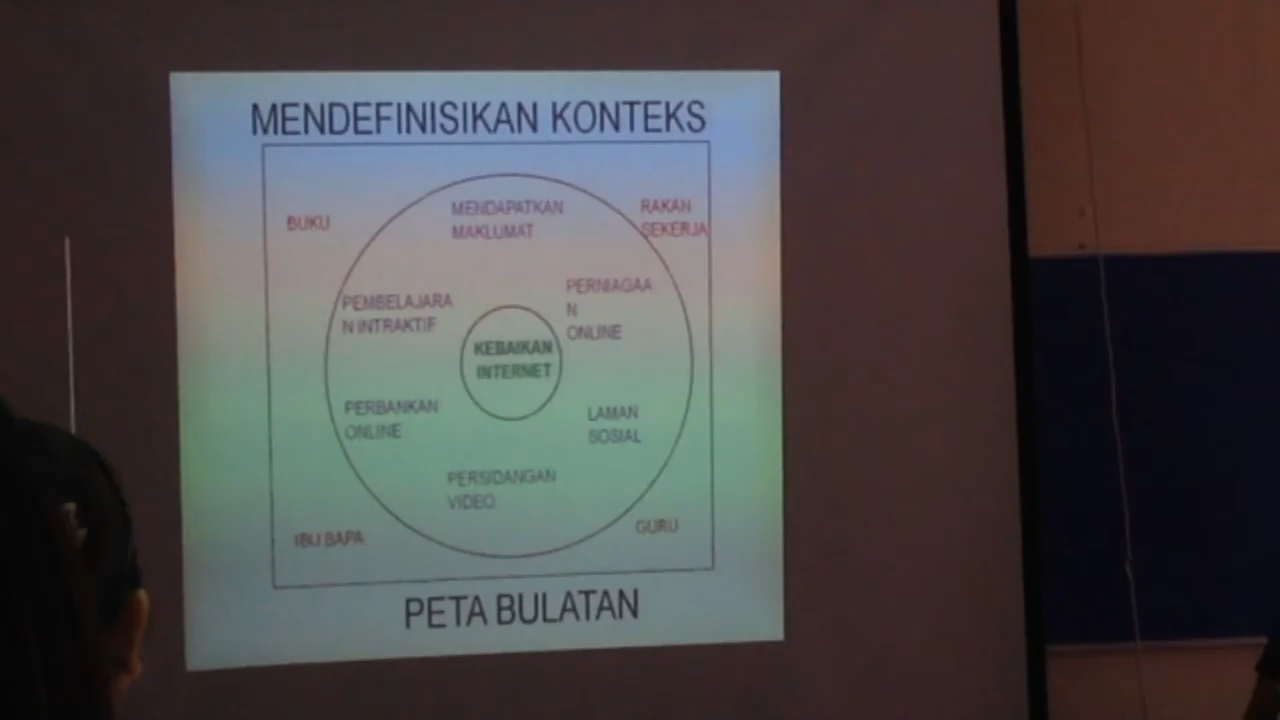 MENDEFINISIKAN KONTEKS
BUKU
MENDAPATKAN
MAKLUMAT
RAKAN
SEKERJA
PEMBELAJARA
N INTRAKTIF
PERNIAGAA
N
ONLINE
KEBAIKAN
INTERNET
PERBANKAN
ONLINE
LAMAN
SOSIAL
PERSIDANGAN
VIDEO
IBU BAPA
GURU
PETA BULATAN